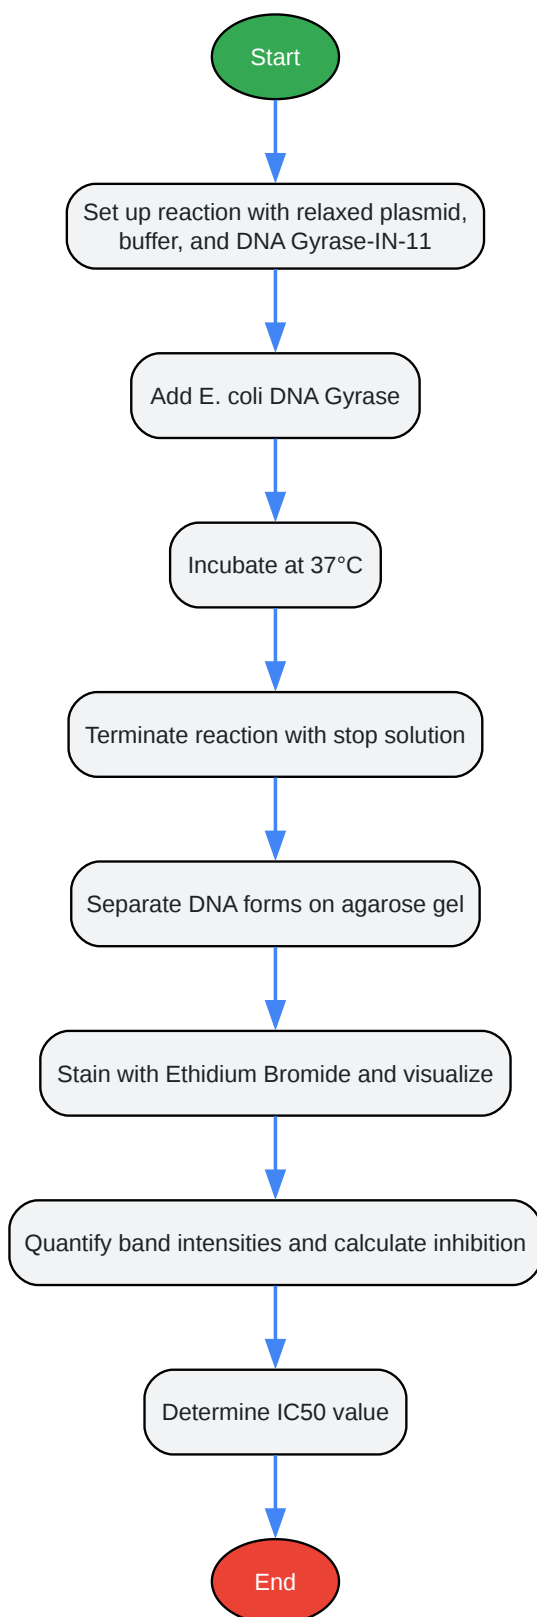 Start
Set up reaction with relaxed plasmid,
buffer, and DNA Gyrase-IN-11
Add E. coli DNA Gyrase
Incubate at 37°C
Terminate reaction with stop solution
Separate DNA forms on agarose gel
Stain with Ethidium Bromide and visualize
Quantify band intensities and calculate inhibition
Determine IC50 value
End